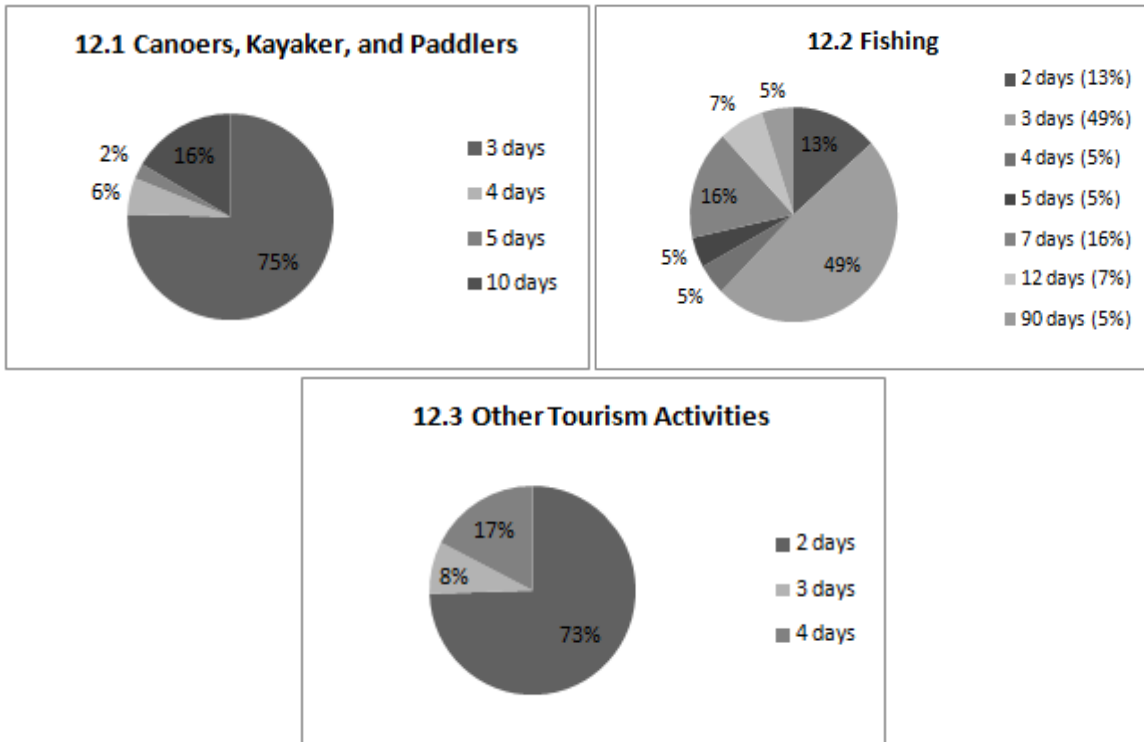 12.1 Canoers, Kayaker, and Paddlers
2%
16%
6%
75%
3 days
4 days
5 days
10 days
12.2 Fishing
5%
7%
13%
16%
5%
5%
49%
2 days (13%)
3 days (49%)
4 days (5%)
5 days (5%)
7 days (16%)
12 days (7%)
90 days (5%)
12.3 Other Tourism Activities
17%
8%
73%
2 days
3 days
4 days